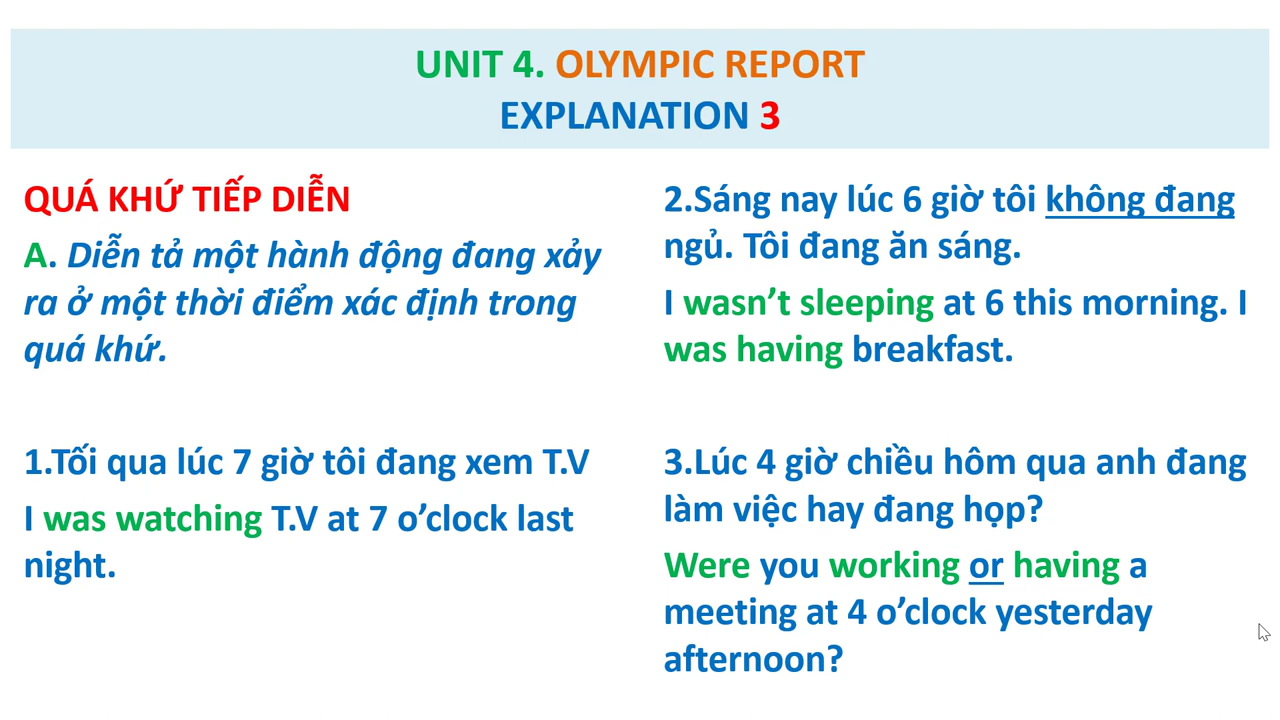 UNIT 4. OLYMPIC REPORT
EXPLANATION 3
QUÁ KHỨ TIẾP DIỄN
A. Diễn tả một hành động đang xảy
ra ở một thời điểm xác định trong
quá khứ.
1.Tối qua lúc 7 giờ tôi đang xem T.V
I was watching T.V at 7 o’clock last
night.
2.Sáng nay lúc 6 giờ tôi không đang
ngủ. Tôi đang ăn sáng.
I wasn’t sleeping at 6 this morning. I
was having breakfast.
3.Lúc 4 giờ chiều hôm qua anh đang
làm việc hay đang họp?
Were you working or having a
meeting at 4 o’clock yesterday
afternoon?